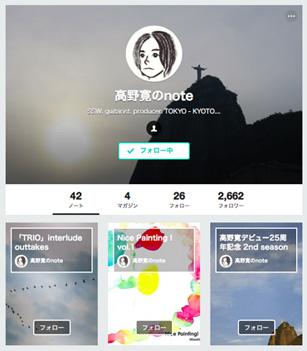 高野寛のnote
SSW, guitarist, producer TOKYO - KYOTO...
フォロー中
42
ノート
4
マガジン
26
フォロー
2,662
フォロワー
「TRIO」interlude
outtakes
高野寛のnote
フォロー
Nice Painting !
vol.1
高野寛のnote
フォロー
Nice Painting!
高野寛デビュー25周
年記念 2nd season
高野寛のnote
フォロー